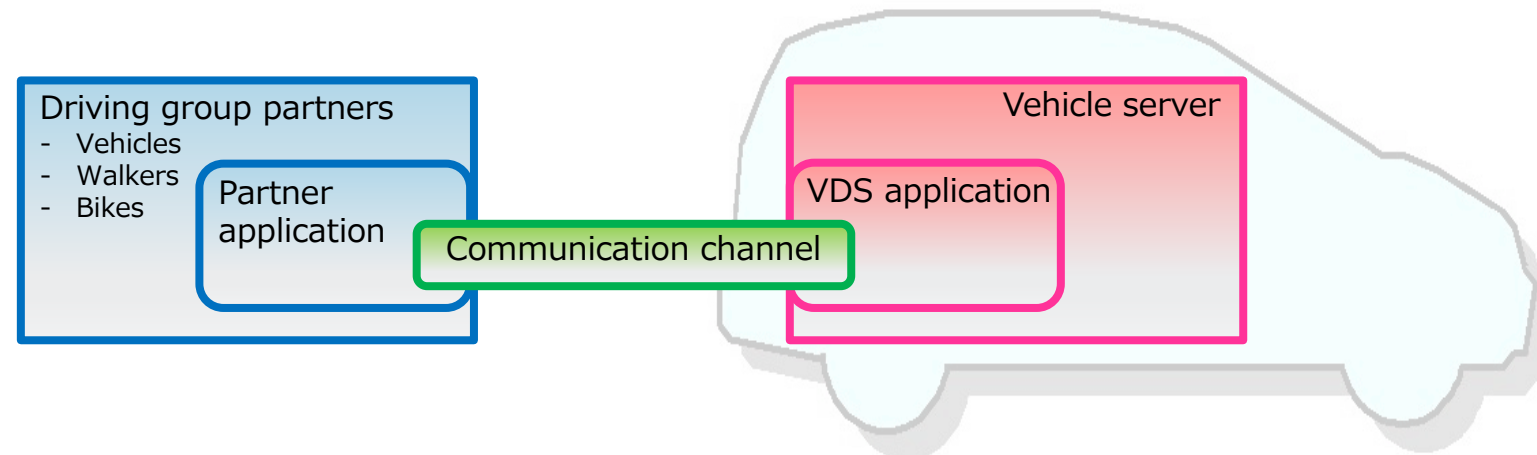 Driving group partners
- Vehicles
- Walkers
- Bikes
Partner
application
Communication channel
Vehicle server
VDS application